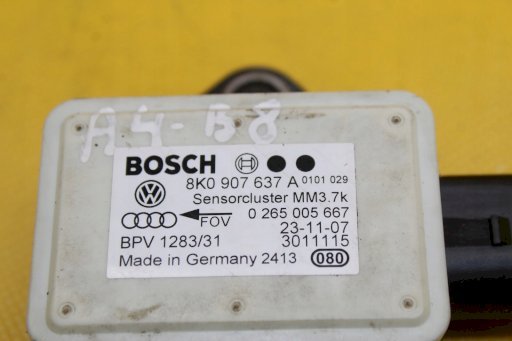 A4-B8
BOSCH
8K0 907 637 A 0101 029
Sensorcluster MM3.7k
0 265 005 667
FOV
23-11-07
BPV 1283/31 3011115
Made in Germany 2413 080